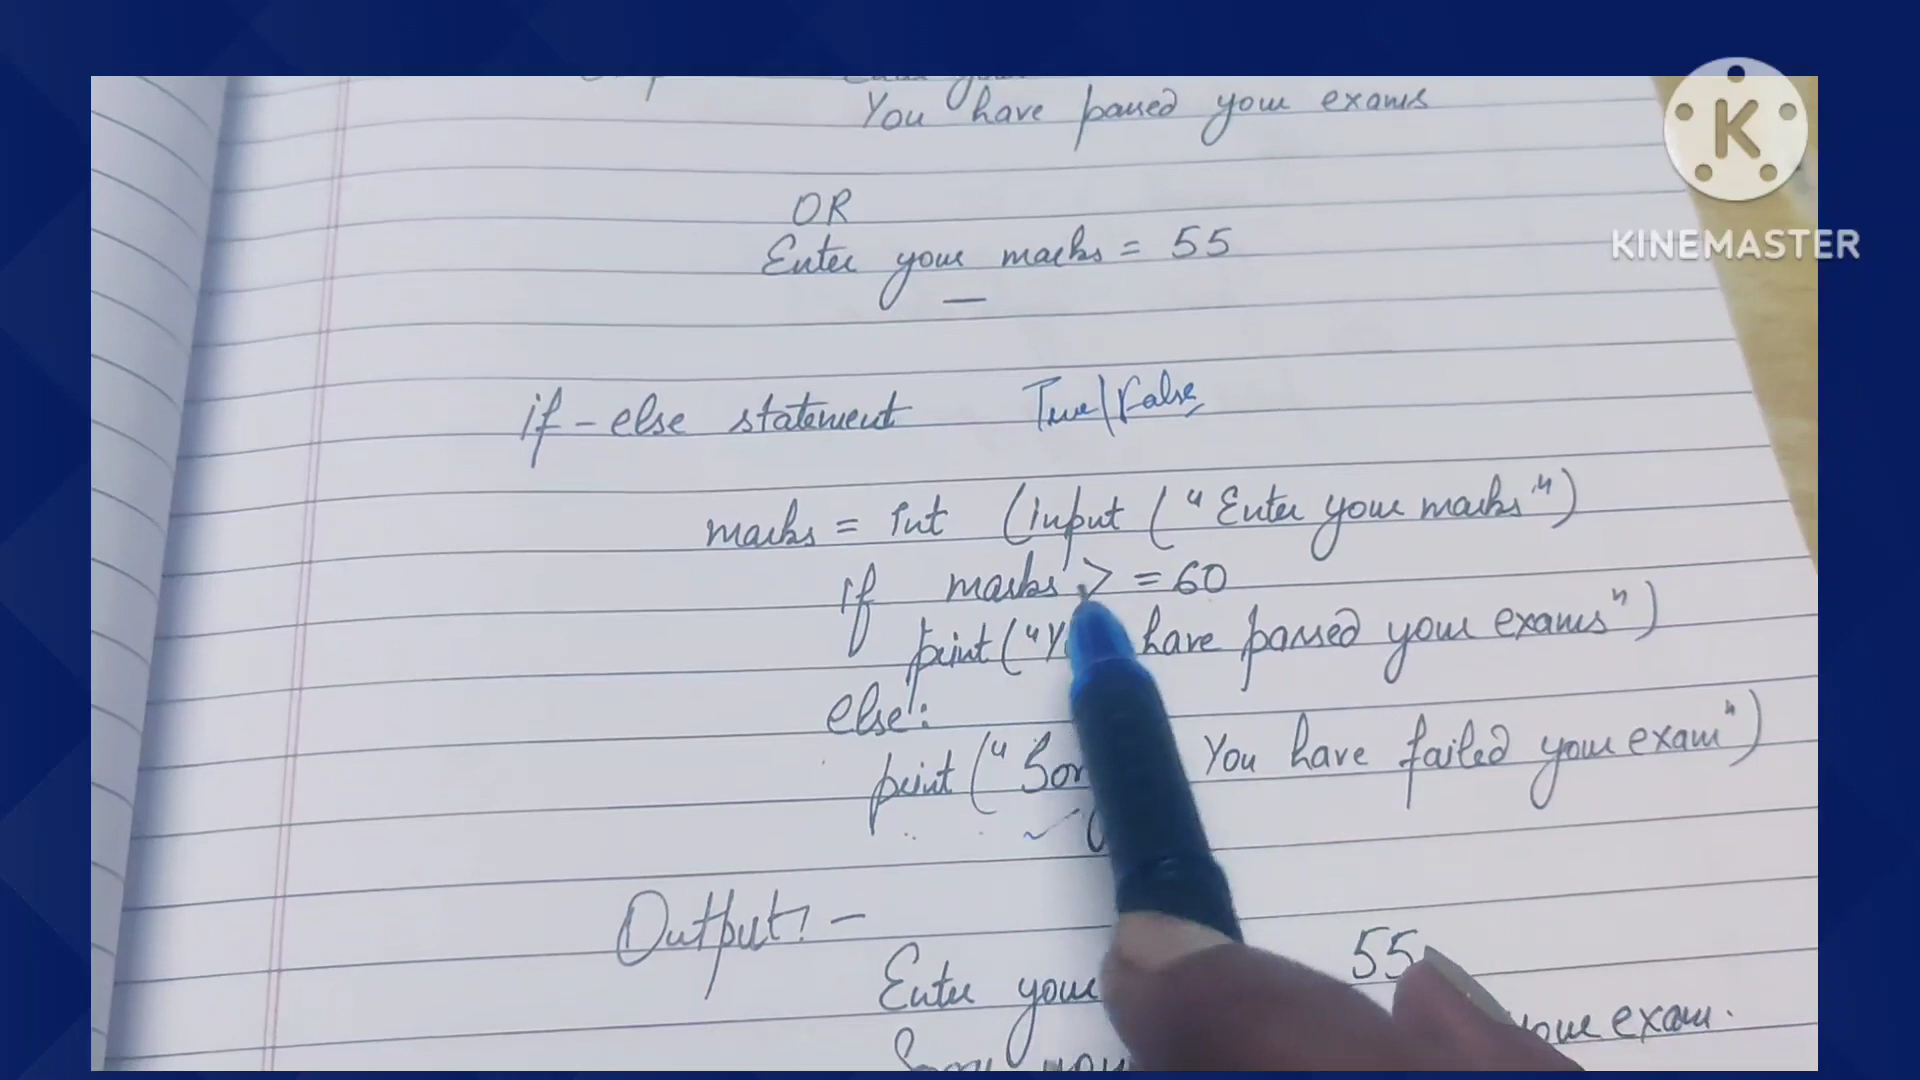 You have passed your exams
OR
Enter your marks = 55
—
if - else statement True/False
marks = int (input ("Enter your marks")
if marks >= 60
print(" have passed your exams")
else:
print(" You have failed your exam")
Output:-
Enter your 55
your exam.
K
KINEMASTER